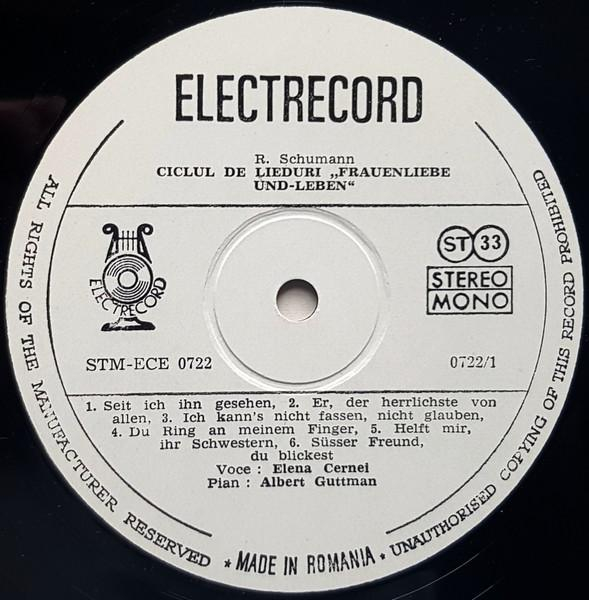 ELECTRECORD
R. Schumann
CICLUL DE LIEDURI „FRAUENLIEBE
UND-LEBEN“
ELECTRECORD
ST 33
STEREO
MONO
STM-ECE 0722
0722/1
1. Seit ich ihn gesehen, 2. Er, der herrlichste von
allen, 3. Ich kann's nicht fassen, nicht glauben,
4. Du Ring an meinem Finger, 5. Helft mir,
ihr Schwestern, 6. Süsser Freund,
du blickest
Voce : Elena Cernei
Pian : Albert Guttman
ALL RIGHTS OF THE MANUFACTURER RESERVED ★ MADE IN ROMANIA ★ UNAUTHORISED COPYING OF THIS RECORD PROHIBITED